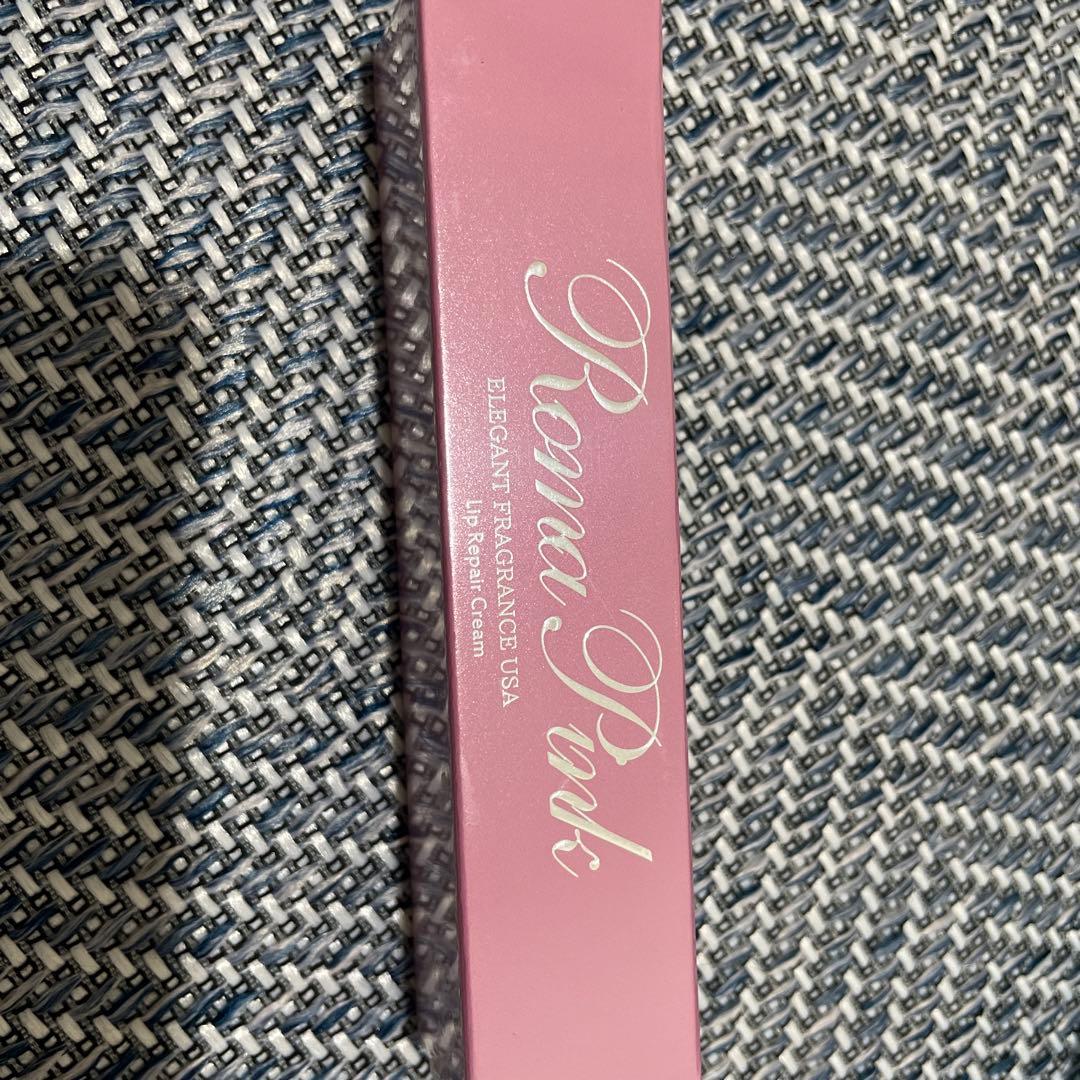 Roma Pink
ELEGANT FRAGRANCE USA
Lip Repair Cream